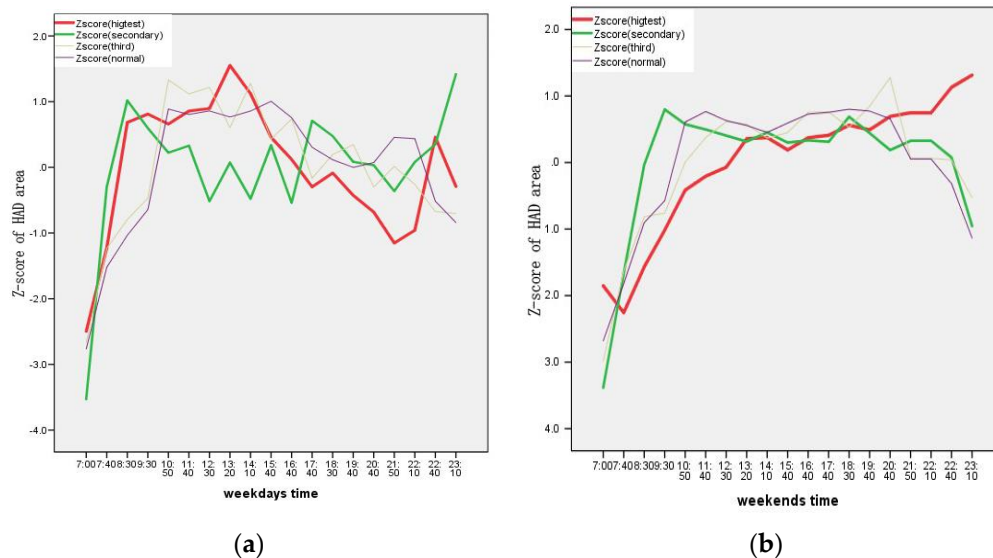 Zscore(higtest)
Zscore(secondary)
Zscore(third)
Zscore(normal)
Z-score of HAD area
2.0
1.0
.0
-1.0
-2.0
-3.0
-4.0
7:00 7:40 8:30 9:30 10:50 11:40 12:30 13:20 14:10 15:40 16:40 17:40 18:30 19:40 20:40 21:50 22:10 22:40 23:10
weekdays time
(a)
Zscore(higtest)
Zscore(secondary)
Zscore(third)
Zscore(normal)
Z-score of HAD area
2.0
1.0
.0
1.0
2.0
3.0
4.0
7:00 7:40 8:30 9:30 10:50 11:40 12:30 13:20 14:10 15:40 16:40 17:40 18:30 19:40 20:40 21:50 22:10 22:40 23:10
weekends time
(b)